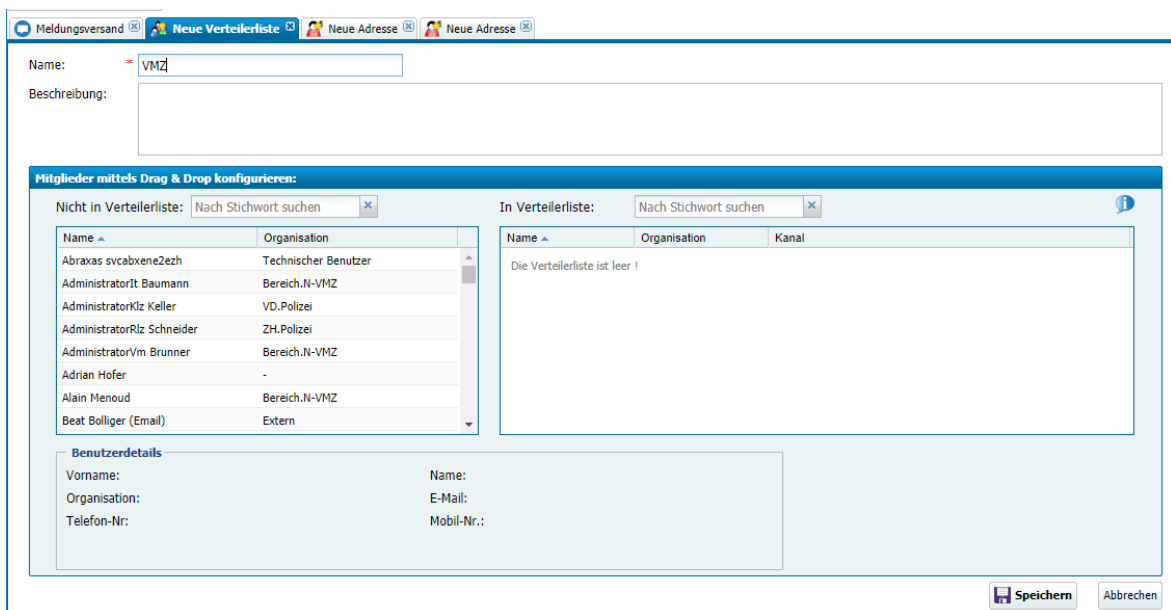 Meldungsversand Neue Verteilerliste Neue Adresse Neue Adresse
Name: * VMZ
Beschreibung:
Mitglieder mittels Drag & Drop konfigurieren:
Nicht in Verteilerliste: Nach Stichwort suchen In Verteilerliste: Nach Stichwort suchen
Name Organisation Name Organisation Kanal
Abraxas svcabxene2ezh Technischer Benutzer Die Verteilerliste ist leer !
AdministratorIt Baumann Bereich.N-VMZ
AdministratorKlz Keller VD.Polizei
AdministratorRlz Schneider ZH.Polizei
AdministratorVm Brunner Bereich.N-VMZ
Adrian Hofer -
Alain Menoud Bereich.N-VMZ
Beat Bolliger (Email) Extern
Benutzerdetails
Vorname: Name:
Organisation: E-Mail:
Telefon-Nr: Mobil-Nr.:
Speichern Abbrechen